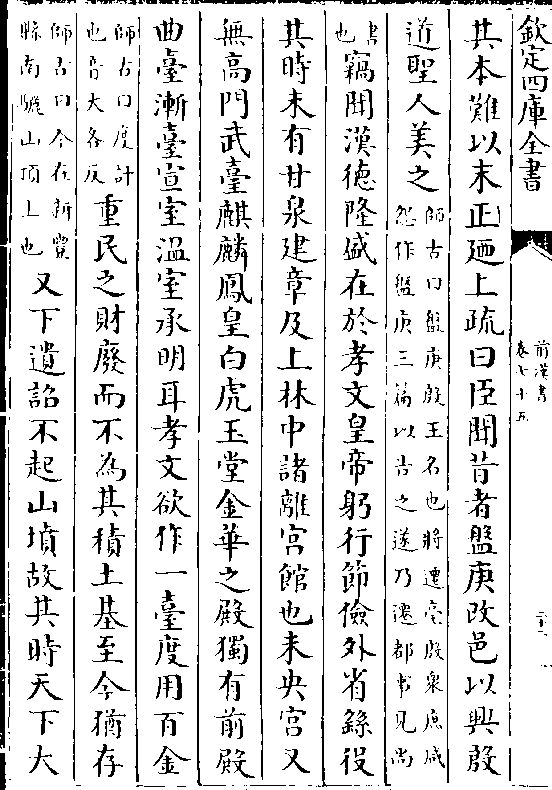 欽定四庫全書
前漢書
卷七十五
其本難以末正迺上疏曰臣聞昔者盤庚改邑以興殷
道聖人美之師古曰盤庚殷王名也將遷亳殷衆庶咸怨作盤庚三篇以告之遂乃遷都事見尚
書也竊聞漢德隆盛在於孝文皇帝躬行節儉外省繇役
其時未有甘泉建章及上林中諸離宮館也未央宮又
無高門武臺麒麟鳳皇白虎玉堂金華之殿獨有前殿
曲臺漸臺宣室溫室承明耳孝文欲作一臺度用百金
師古曰度計也音大各反重民之財廢而不為其積土基至今猶存
師古曰今在新豐縣南驪山頂上也又下遺詔不起山墳故其時天下大